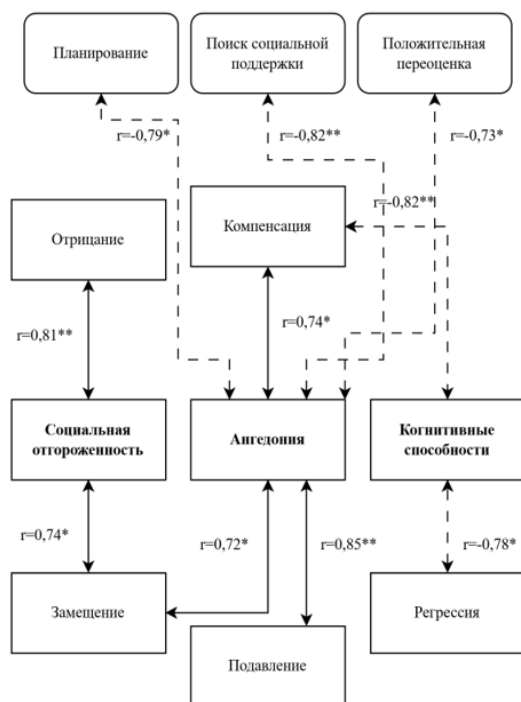 Планирование
Поиск социальной
поддержки
Положительная
переоценка
r=-0,79*
r=-0,82**
r=-0,73*
r=-0,82**
Отрицание
Компенсация
r=0,81**
r=0,74*
Социальная
отгороженность
Ангедония
Когнитивные
способности
r=0,74*
r=0,72*
r=0,85**
r=-0,78*
Замещение
Регрессия
Подавление